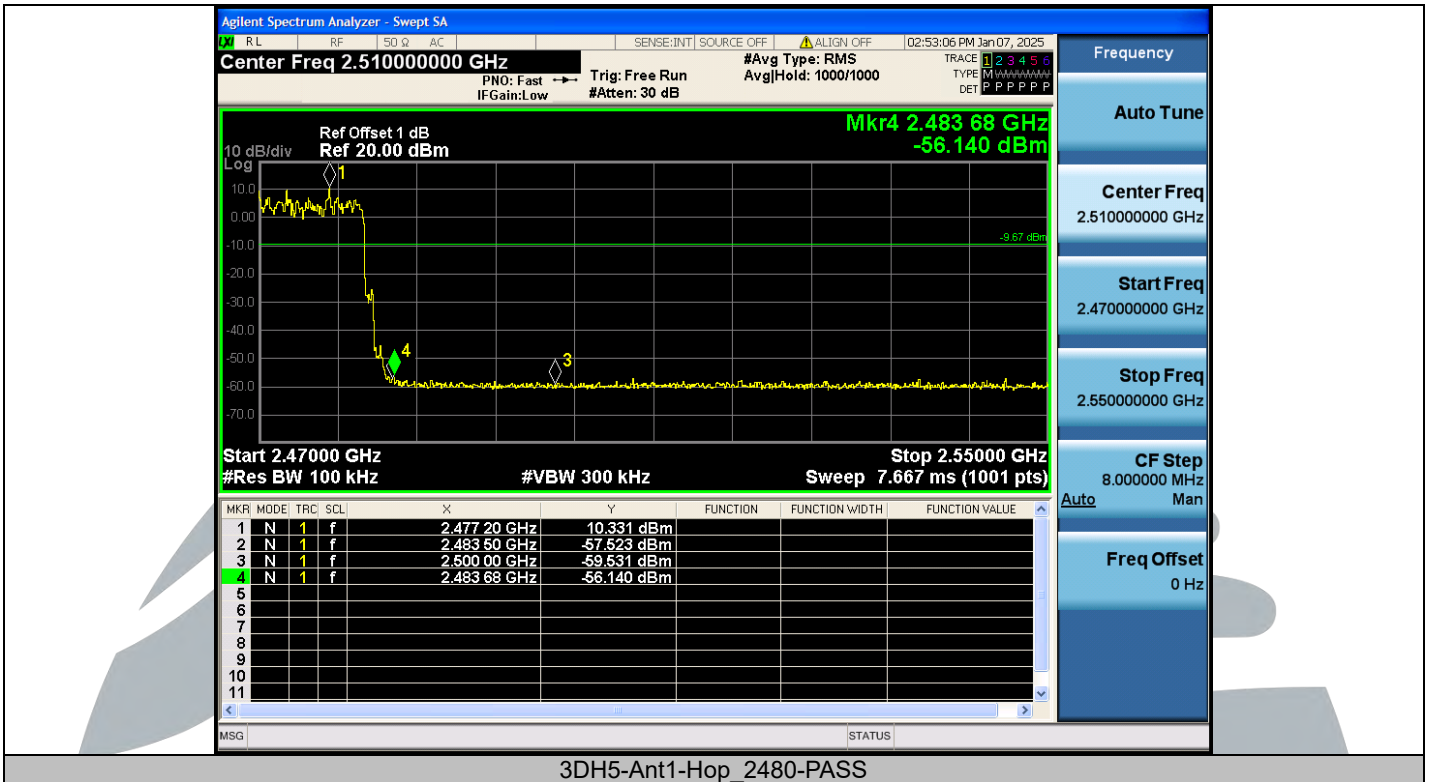 Agilent Spectrum Analyzer - Swept SA
LXI RL RF 50 Ω AC SENSE:INT SOURCE OFF ALIGN OFF 02:53:06 PM Jan 07, 2025
Center Freq 2.510000000 GHz
PNO: Fast
IFGain:Low
Trig: Free Run
#Atten: 30 dB
#Avg Type: RMS
Avg|Hold: 1000/1000
TRACE 1 2 3 4 5 6
TYPE M WWWWW
DET P P P P P P
Mkr4 2.483 68 GHz
-56.140 dBm
Ref Offset 1 dB
10 dB/div Ref 20.00 dBm
Log
10.0
0.00
-10.0
-20.0
-30.0
-40.0
-50.0
-60.0
-70.0
1
-9.67 dBm
4
3
Start 2.47000 GHz Stop 2.55000 GHz
#Res BW 100 kHz #VBW 300 kHz Sweep 7.667 ms (1001 pts)
MKR MODE TRC SCL X Y FUNCTION FUNCTION WIDTH FUNCTION VALUE
1 N 1 f 2.477 20 GHz 10.331 dBm
2 N 1 f 2.483 50 GHz -57.523 dBm
3 N 1 f 2.500 00 GHz -59.531 dBm
4 N 1 f 2.483 68 GHz -56.140 dBm
5
6
7
8
9
10
11
MSG STATUS
Frequency
Auto Tune
Center Freq
2.510000000 GHz
Start Freq
2.470000000 GHz
Stop Freq
2.550000000 GHz
CF Step
8.000000 MHz
Auto Man
Freq Offset
0 Hz
3DH5-Ant1-Hop_2480-PASS